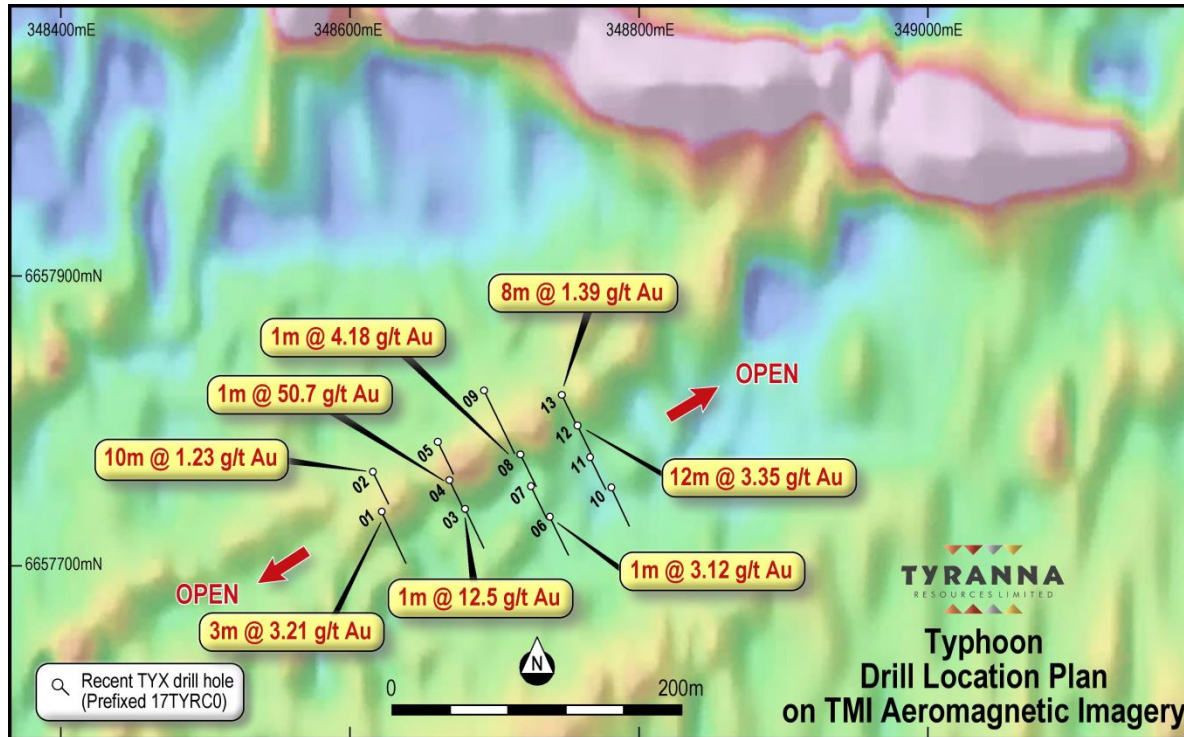 348400mE
348600mE
348800mE
349000mE
6657900mN
8m @ 1.39 g/t Au
1m @ 4.18 g/t Au
OPEN
1m @ 50.7 g/t Au
09
13
12
10m @ 1.23 g/t Au
05
08
11
12m @ 3.35 g/t Au
02
04
07
10
01
03
06
6657700mN
1m @ 3.12 g/t Au
OPEN
1m @ 12.5 g/t Au
3m @ 3.21 g/t Au
TYRANNA
RESOURCES LIMITED
N
Typhoon
Drill Location Plan
on TMI Aeromagnetic Imagery
Recent TYX drill hole
(Prefixed 17TYRC0)
0
200m